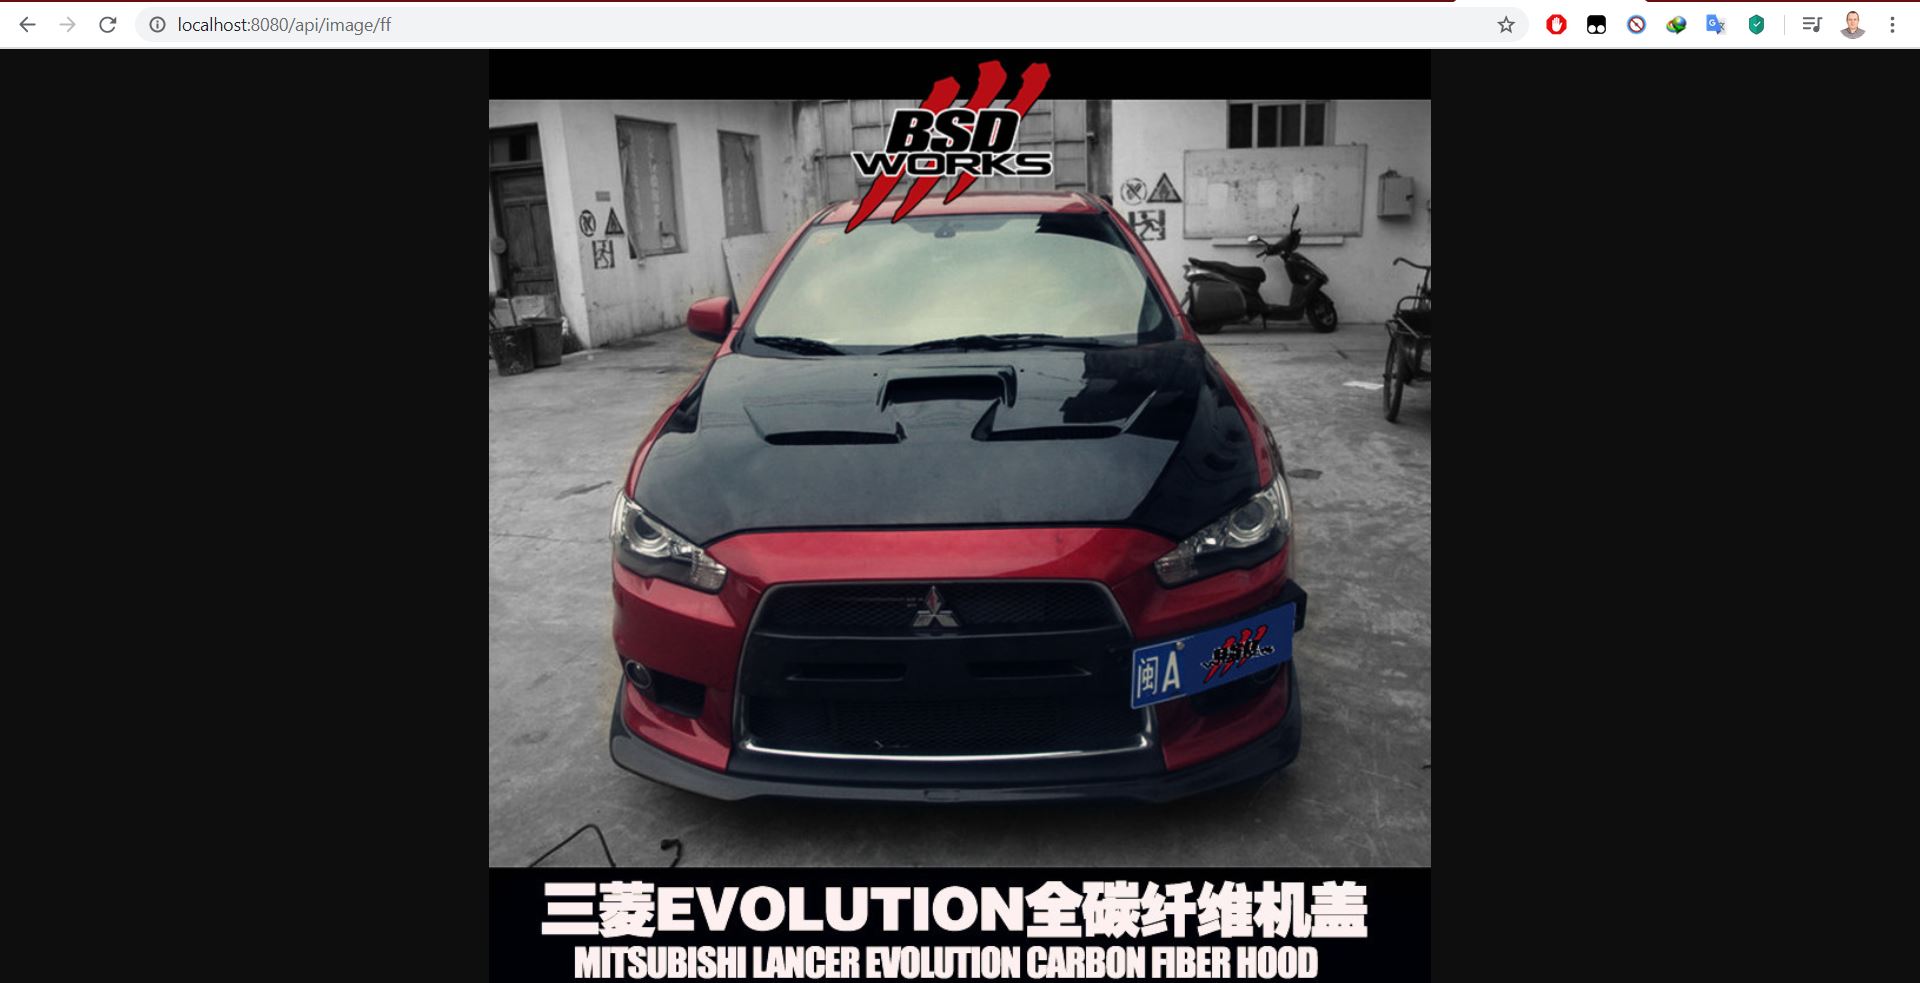 localhost:8080/api/image/ff
BSD
WORKS
闽A
三菱EVOLUTION全碳纤维机盖
MITSUBISHI LANCER EVOLUTION CARBON FIBER HOOD